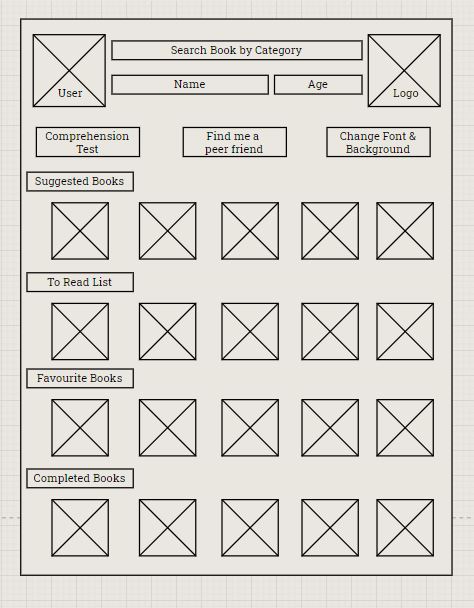 Search Book by Category
User
Name
Age
Logo
Comprehension
Test
Find me a
peer friend
Change Font &
Background
Suggested Books
To Read List
Favourite Books
Completed Books